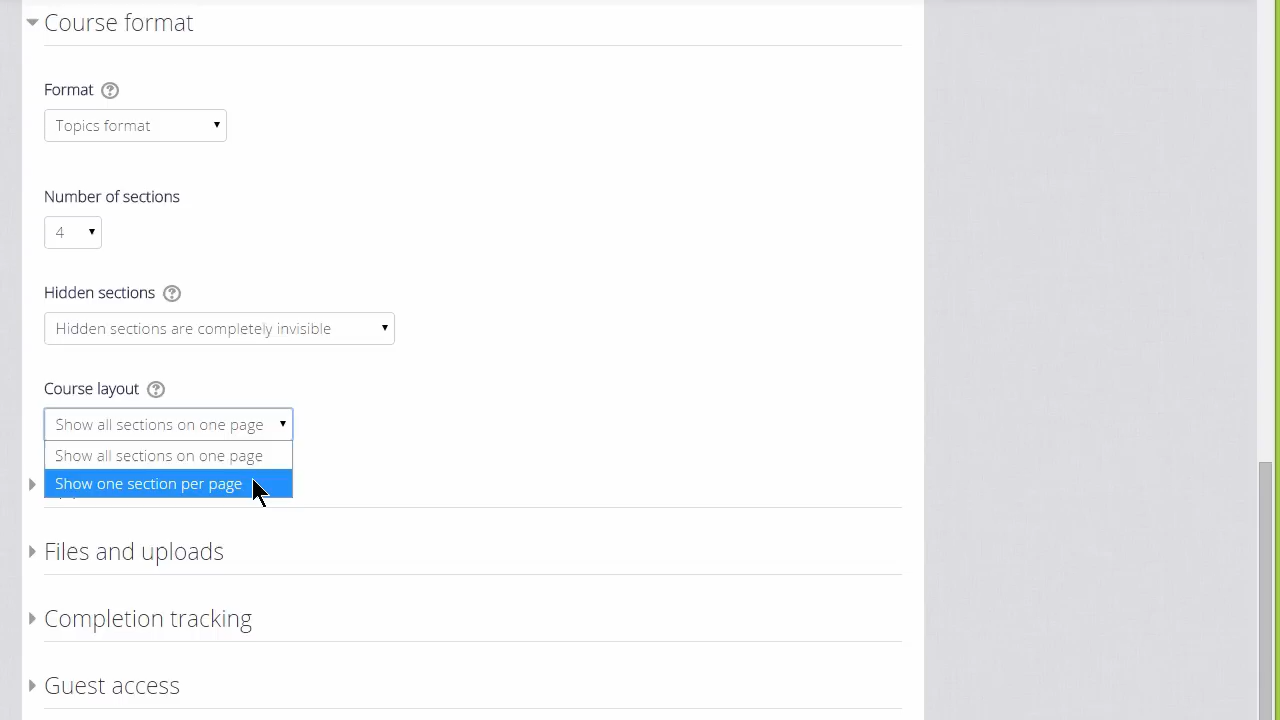 Course format
Format
Topics format
Number of sections
4
Hidden sections
Hidden sections are completely invisible
Course layout
Show all sections on one page
Show all sections on one page
Show one section per page
Files and uploads
Completion tracking
Guest access